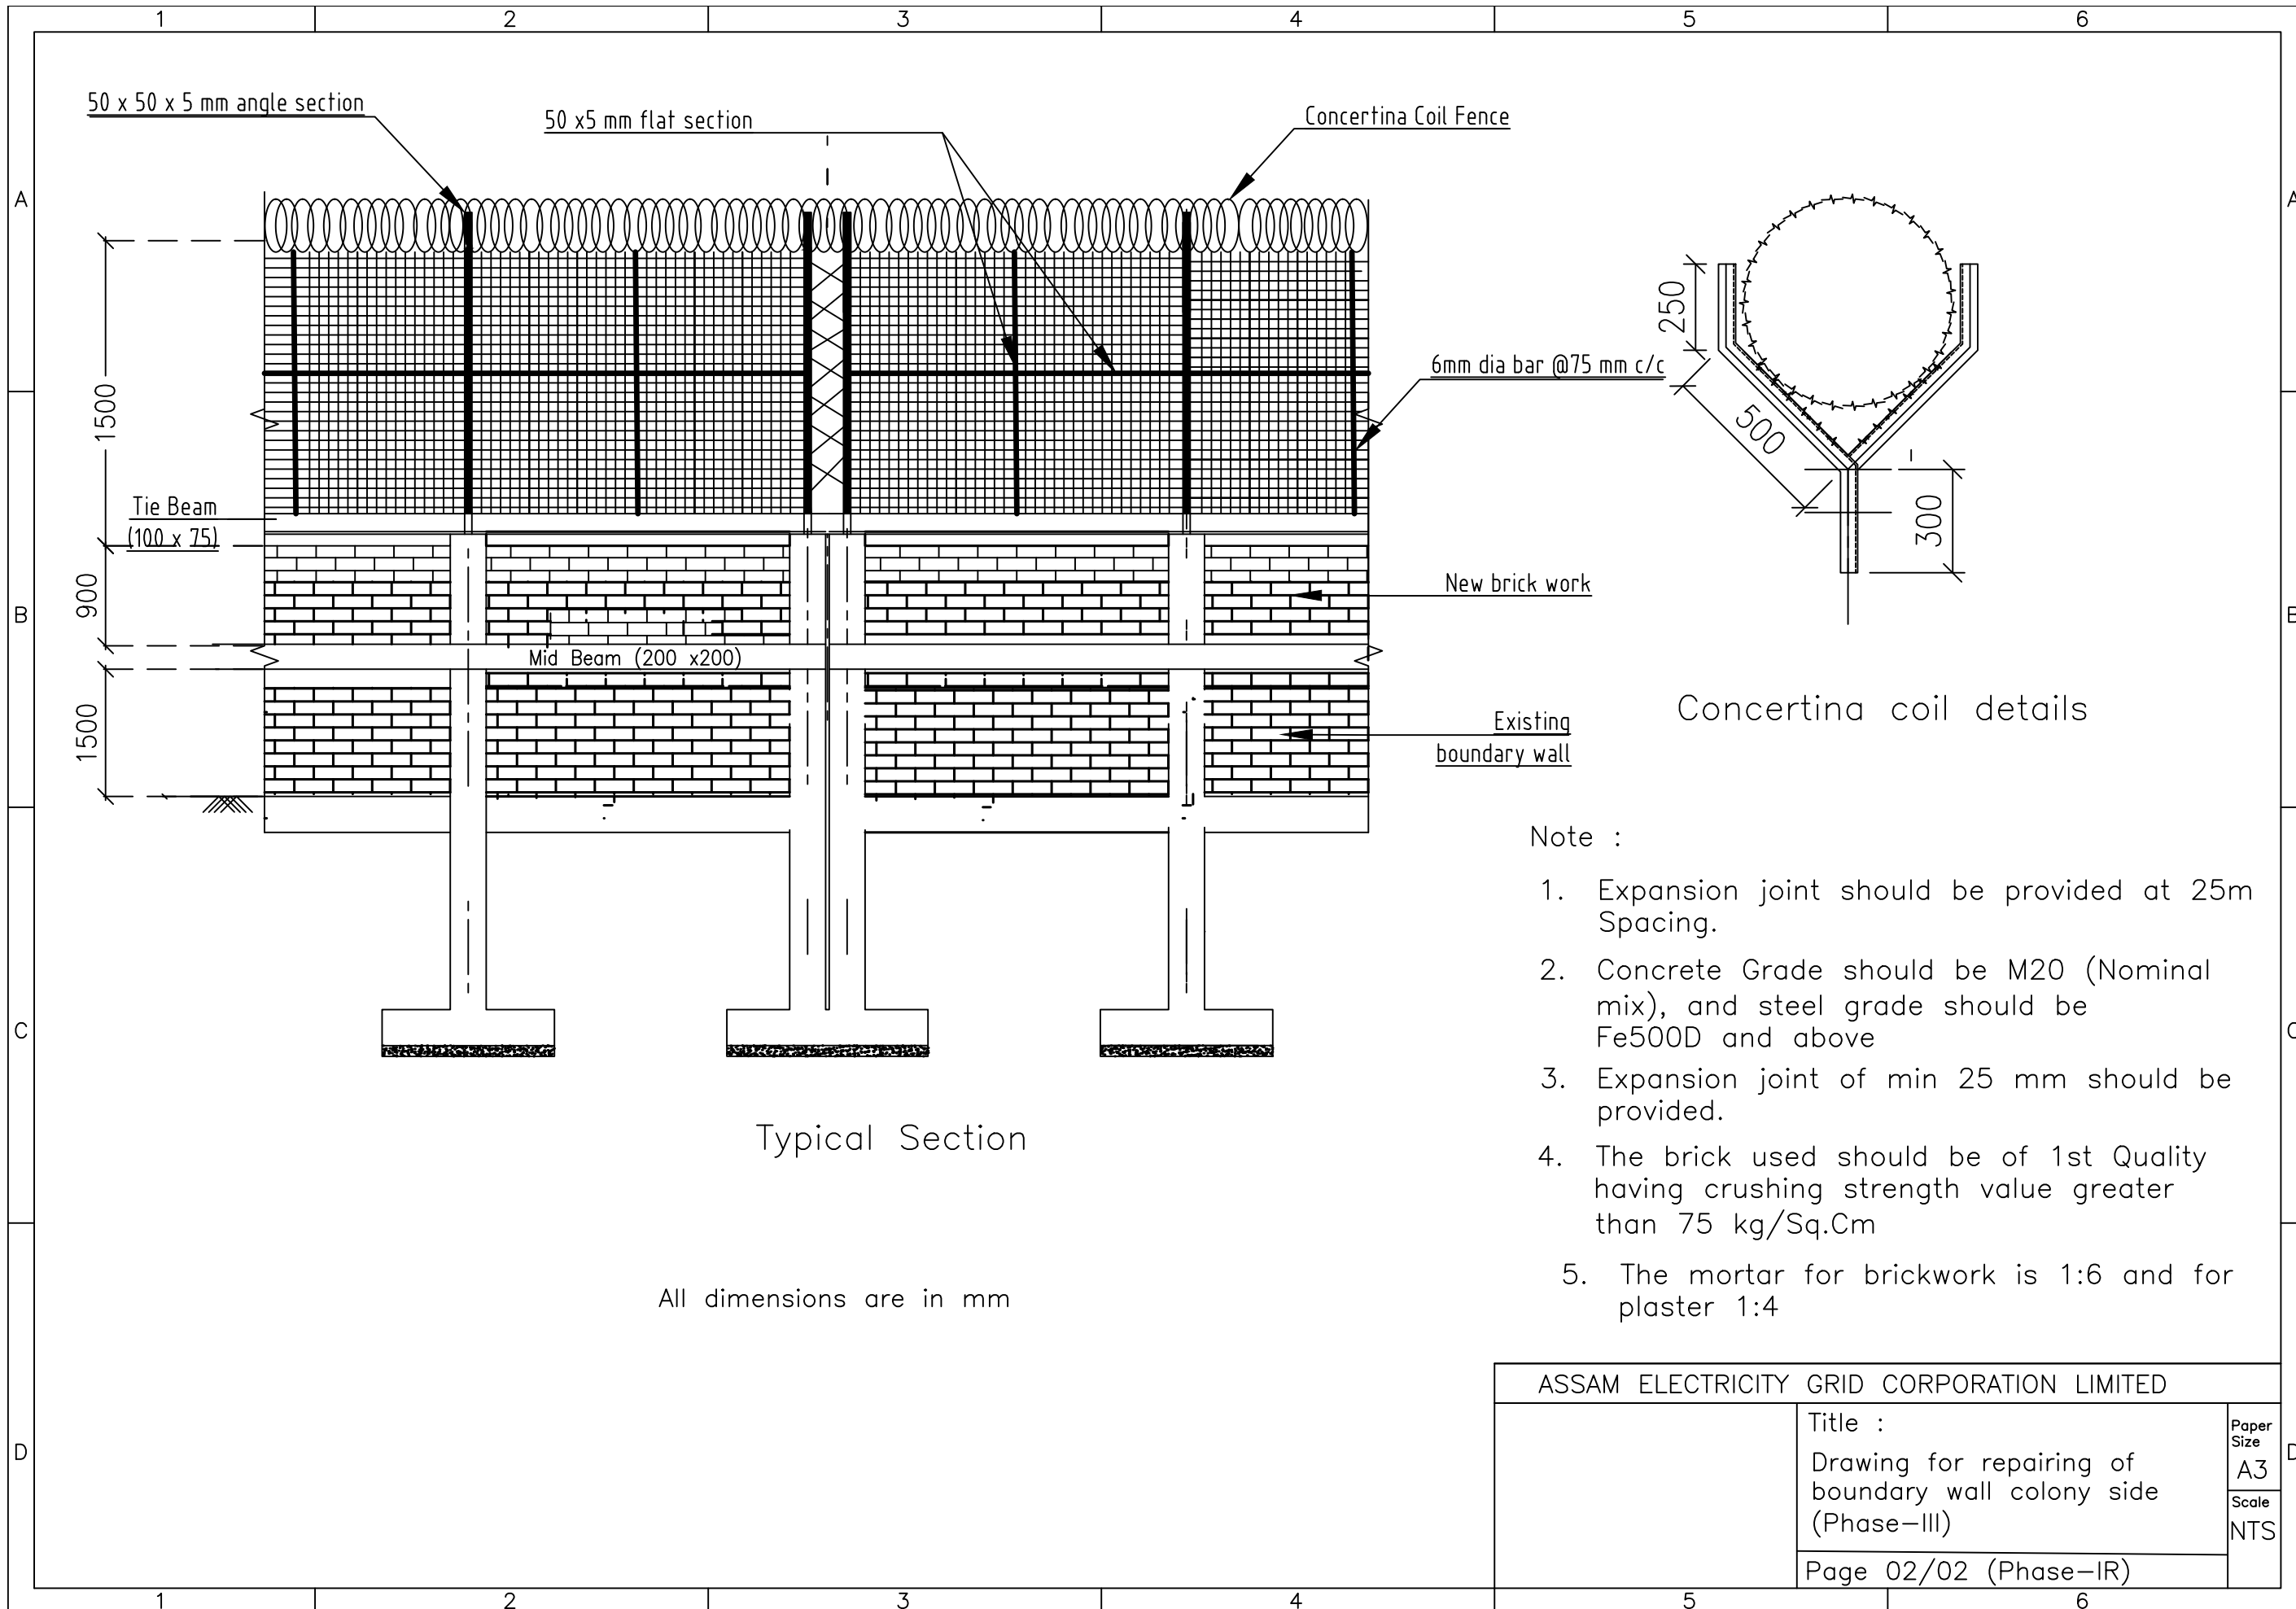 1 2 3 4 5 6
50 x 50 x 5 mm angle section
50 x5 mm flat section
Concertina Coil Fence
A A
250
1500
6mm dia bar @75 mm c/c
500
Tie Beam
(100 x 75)
300
900
New brick work
B B
Mid Beam (200 x200)
1500
Concertina coil details
Existing
boundary wall
Note :
1. Expansion joint should be provided at 25m
Spacing.
2. Concrete Grade should be M20 (Nominal
mix), and steel grade should be
Fe500D and above
C C
3. Expansion joint of min 25 mm should be
provided.
Typical Section
4. The brick used should be of 1st Quality
having crushing strength value greater
than 75 kg/Sq.Cm
5. The mortar for brickwork is 1:6 and for
plaster 1:4
All dimensions are in mm
ASSAM ELECTRICITY GRID CORPORATION LIMITED
Title :
Drawing for repairing of
boundary wall colony side
(Phase-III)
Paper
Size
A3
D D
Scale
NTS
Page 02/02 (Phase-IR)
1 2 3 4 5 6